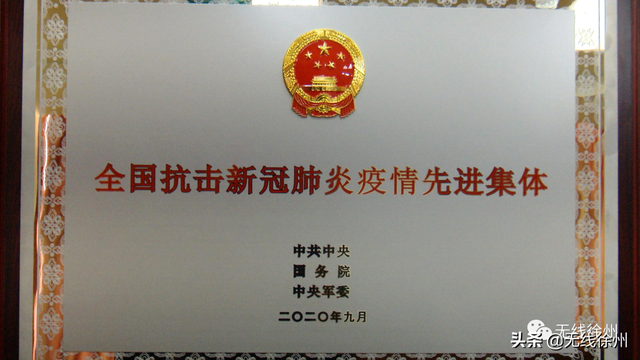 全国抗击新冠肺炎疫情先进集体
中共中央
国务院
中央军委
二〇二〇年九月
无线徐州
头条@无线徐州